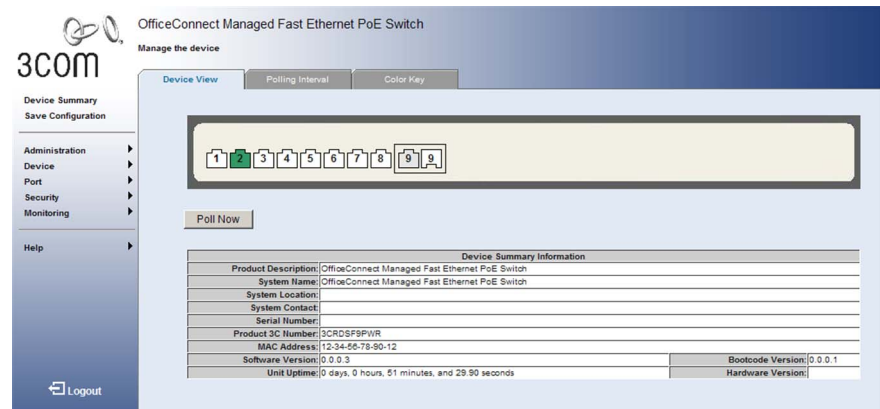 3COM
OfficeConnect Managed Fast Ethernet PoE Switch
Manage the device
Device View Polling Interval Color Key
Device Summary
Save Configuration
Administration
Device
Port
Security
Monitoring
Help
Logout
1 2 3 4 5 6 7 8 9 9
Poll Now
Device Summary Information
Product Description: OfficeConnect Managed Fast Ethernet PoE Switch
System Name: OfficeConnect Managed Fast Ethernet PoE Switch
System Location:
System Contact:
Serial Number:
Product 3C Number: 3CRDSF9PWR
MAC Address: 12-34-56-78-90-12
Software Version: 0.0.0.3 Bootcode Version: 0.0.0.1
Unit Uptime: 0 days, 0 hours, 51 minutes, and 29.90 seconds Hardware Version: